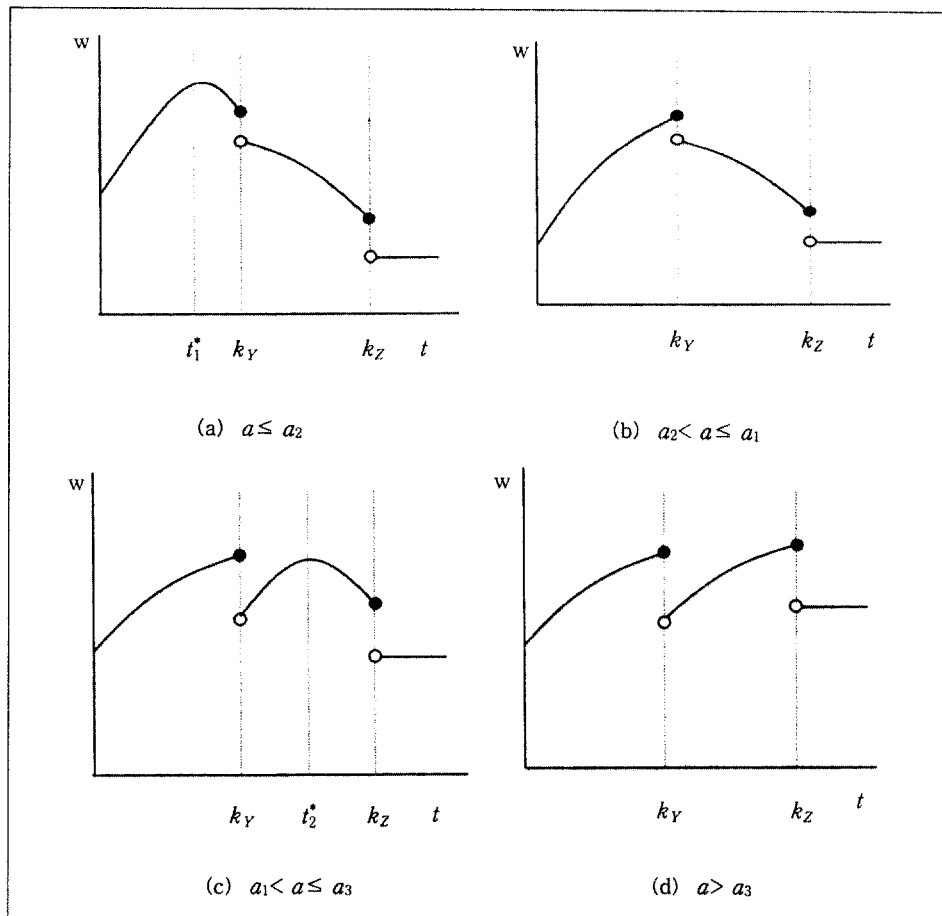 w
w
t₁* k_Y k_Z t
k_Y k_Z t
(a) a ≤ a₂
(b) a₂ < a ≤ a₁
w
w
k_Y t₂* k_Z t
k_Y k_Z t
(c) a₁ < a ≤ a₃
(d) a > a₃